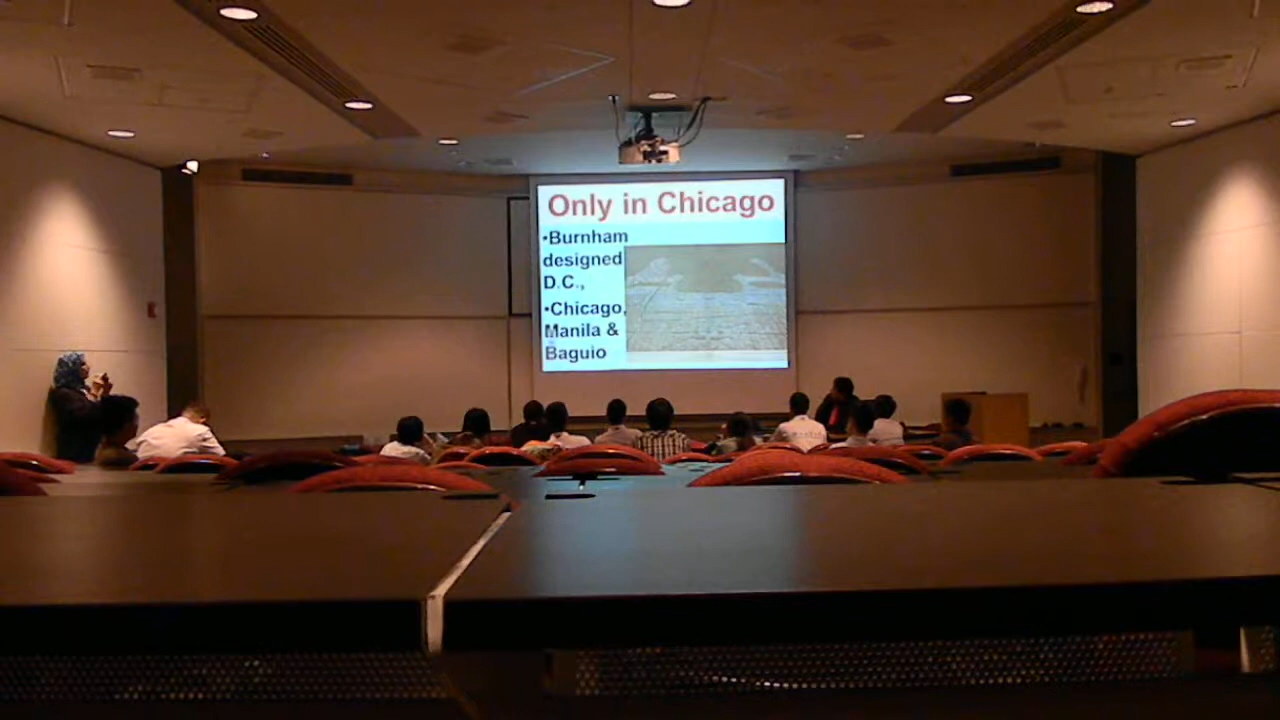 Only in Chicago
•Burnham
designed
D.C.,
•Chicago,
Manila &
Baguio